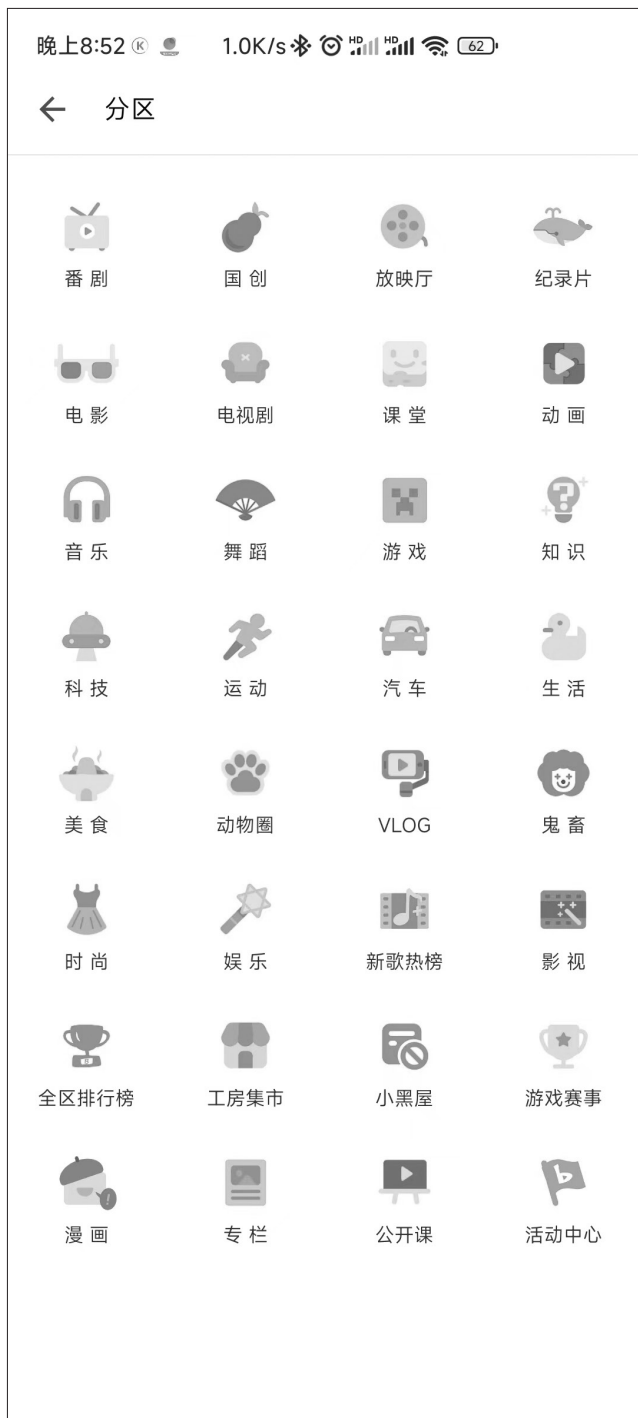 晚上8:52 K 1.0K/s HD HD 62
分区
番剧 国创 放映厅 纪录片
电影 电视剧 课堂 动画
音乐 舞蹈 游戏 知识
科技 运动 汽车 生活
美食 动物圈 VLOG 鬼畜
时尚 娱乐 新歌热榜 影视
全区排行榜 工房集市 小黑屋 游戏赛事
漫画 专栏 公开课 活动中心